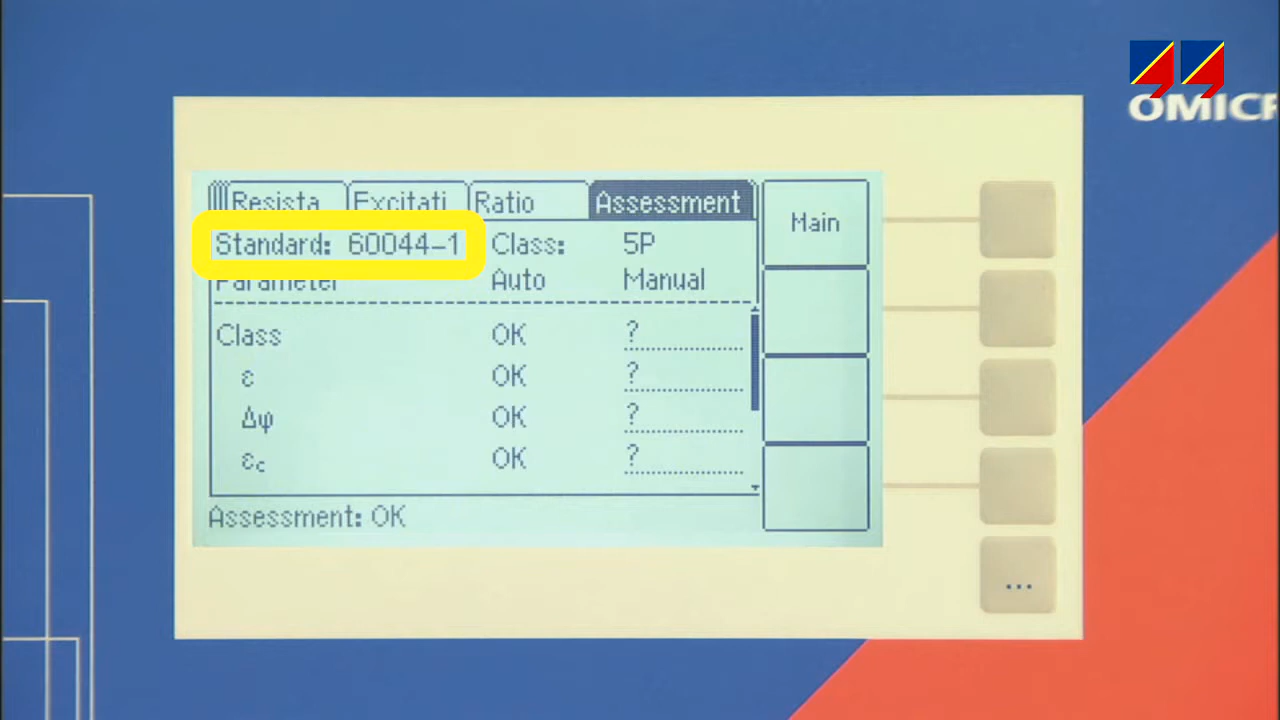 OMICR
Resista Excitati Ratio Assessment
Main
Standard: 60044-1 Class: 5P
Parameter Auto Manual
Class OK ?
ε OK ?
Δφ OK ?
εc OK ?
Assessment: OK
...